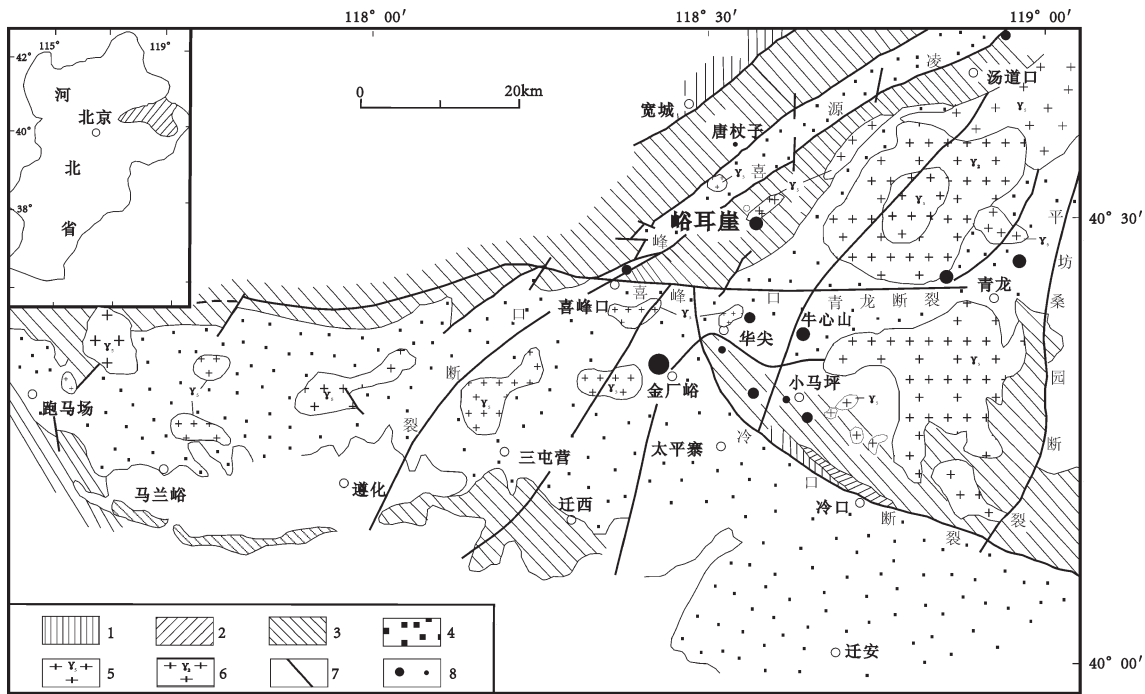 118° 00′
118° 30′
119° 00′
115°
119°
42°
40°
38°
河
北
省
北京
0
20km
宽城
唐杖子
凌
源
汤道口
喜
峪耳崖
峰
平
坊
桑
园
断
裂
40° 30′
喜峰口
喜
峰
口
青
龙
断
裂
青龙
口
断
裂
华尖
牛心山
金厂峪
小马坪
跑马场
三屯营
太平寨
冷
口
断
裂
冷口
马兰峪
遵化
迁西
迁安
40° 00′
1
2
3
4
5
6
7
8